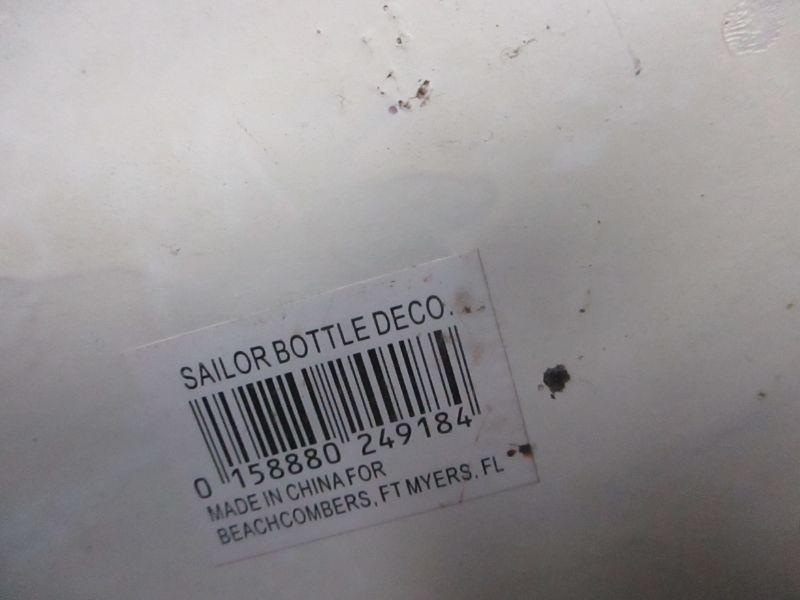 SAILOR BOTTLE DECO.
0 158880 249184
MADE IN CHINA FOR
BEACHCOMBERS, FT MYERS, FL